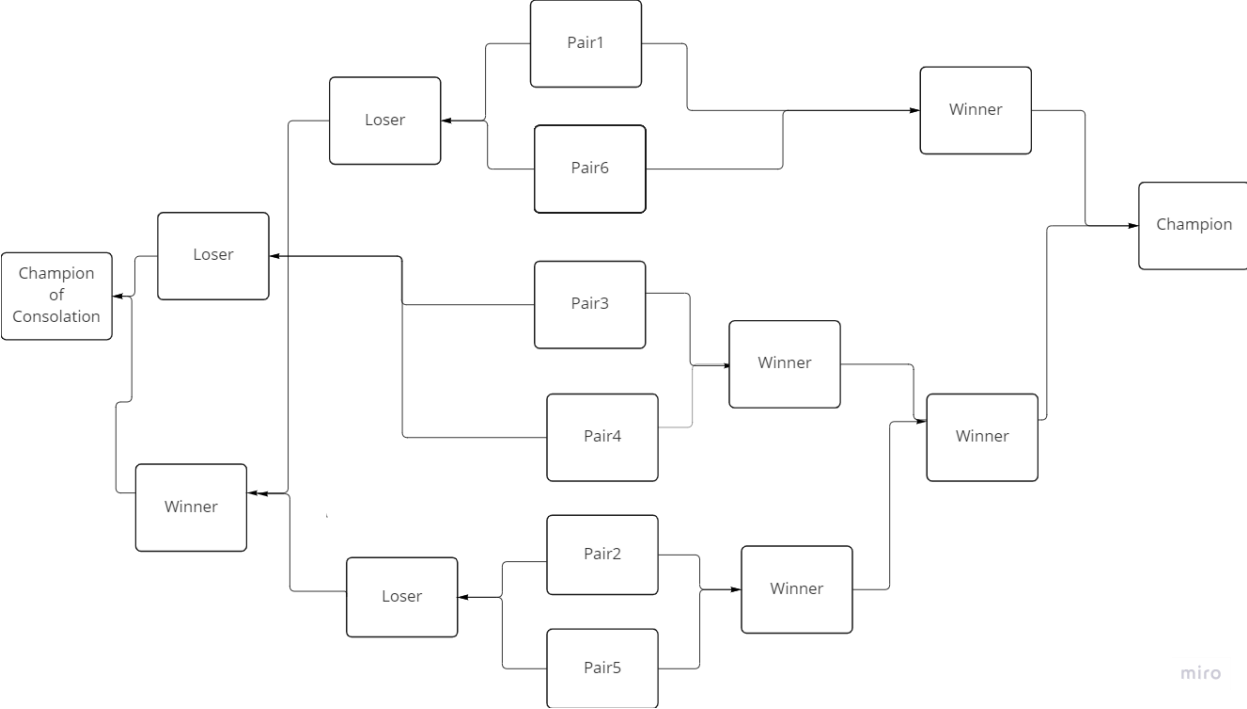 Pair1
Loser
Winner
Pair6
Champion
Loser
Champion
of
Consolation
Pair3
Winner
Pair4
Winner
Winner
Pair2
Loser
Winner
Pair5
miro